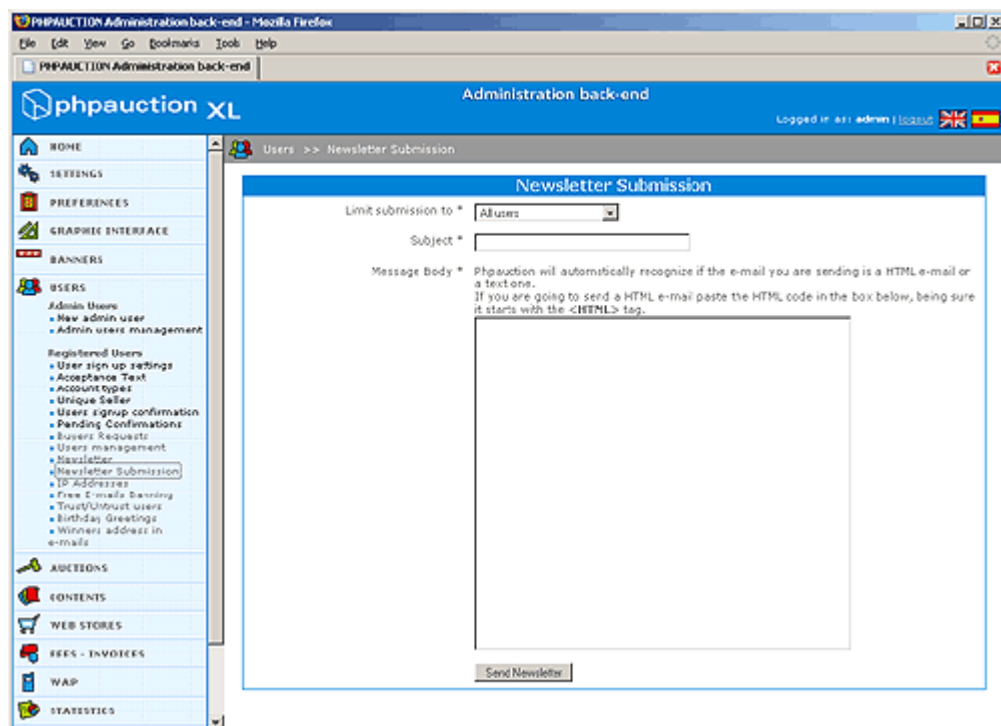 PHPAUCTION Administration back-end - Mozilla Firefox
File Edit View Go Bookmarks Tools Help
PHPAUCTION Administration back-end
phpauction XL
Administration back-end
Logged in as: admin | logout
HOME
SETTINGS
PREFERENCES
GRAPHIC INTERFACE
BANNERS
USERS
Admin Users
New admin user
Admin users management
Registered Users
User sign up settings
Acceptance Text
Account types
Unique Seller
Users signup confirmation
Pending Confirmations
Buyers Requests
Users management
Newsletter
Newsletter Submission
IP Addresses
Free E-mails Banning
Trust/Untrust users
Birthday Greetings
Winners address in
e-mails
AUCTIONS
CONTENTS
WEB STORES
FEES - INVOICES
WAP
STATISTICS
Users >> Newsletter Submission
Newsletter Submission
Limit submission to * All users
Subject *
Message Body * Phpauction will automatically recognize if the e-mail you are sending is a HTML e-mail or
a text one.
If you are going to send a HTML e-mail paste the HTML code in the box below, being sure
it starts with the <HTML> tag.
Send Newsletter